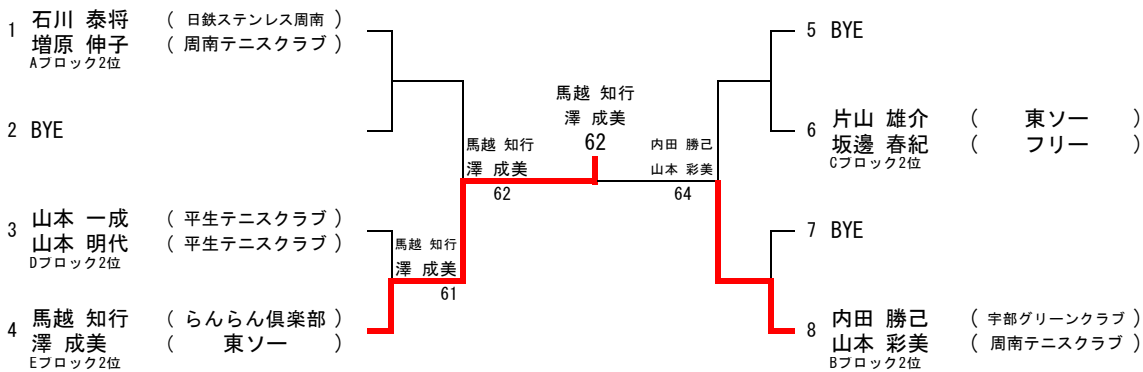 1 石川 泰将 ( 日鉄ステンレス周南 )
増原 伸子 ( 周南テニスクラブ )
Aブロック2位
2 BYE
3 山本 一成 ( 平生テニスクラブ )
山本 明代 ( 平生テニスクラブ )
Dブロック2位
4 馬越 知行 ( らんらん倶楽部 )
澤 成美 ( 東ソー )
Eブロック2位
馬越 知行
澤 成美
61
馬越 知行
澤 成美
62
馬越 知行
澤 成美
62
内田 勝己
山本 彩美
64
5 BYE
6 片山 雄介 ( 東ソー )
坂邊 春紀 ( フリー )
Cブロック2位
7 BYE
8 内田 勝己 ( 宇部グリーンクラブ )
山本 彩美 ( 周南テニスクラブ )
Bブロック2位